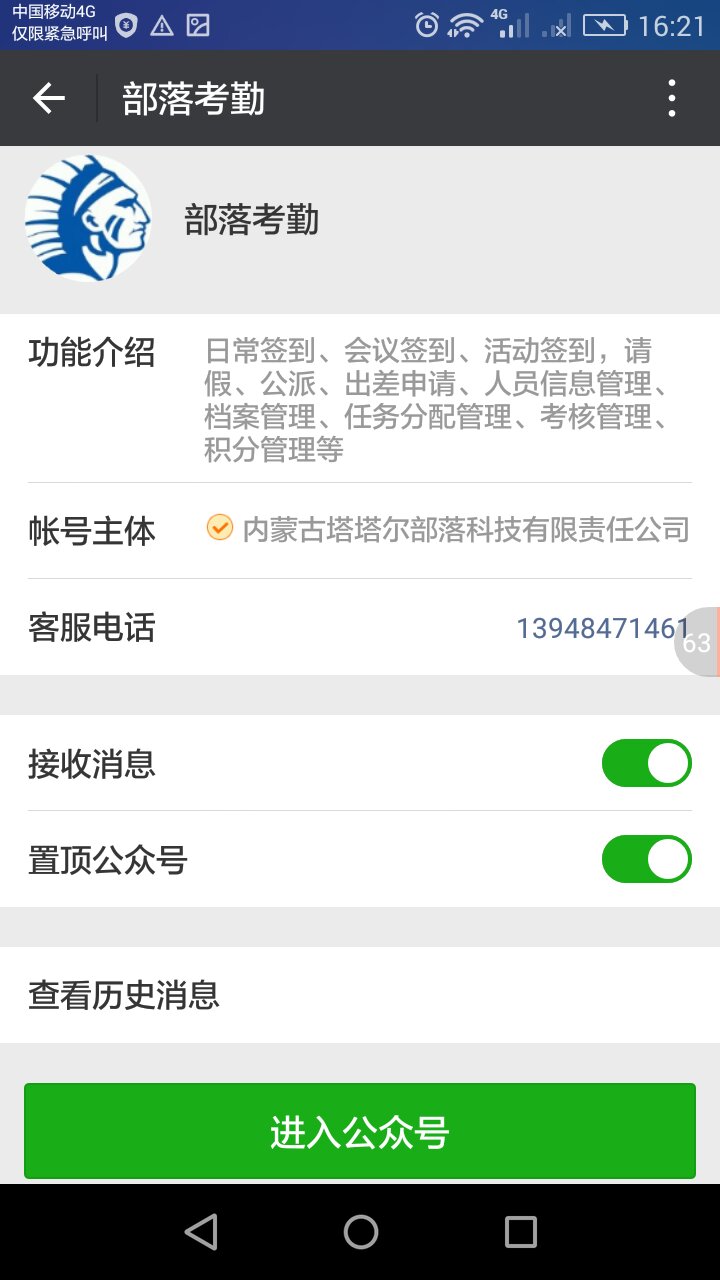 中国移动4G
仅限紧急呼叫
4G
16:21
部落考勤
部落考勤
功能介绍
日常签到、会议签到、活动签到，请
假、公派、出差申请、人员信息管理、
档案管理、任务分配管理、考核管理、
积分管理等
帐号主体
内蒙古塔塔尔部落科技有限责任公司
客服电话
13948471461
63
接收消息
置顶公众号
查看历史消息
进入公众号